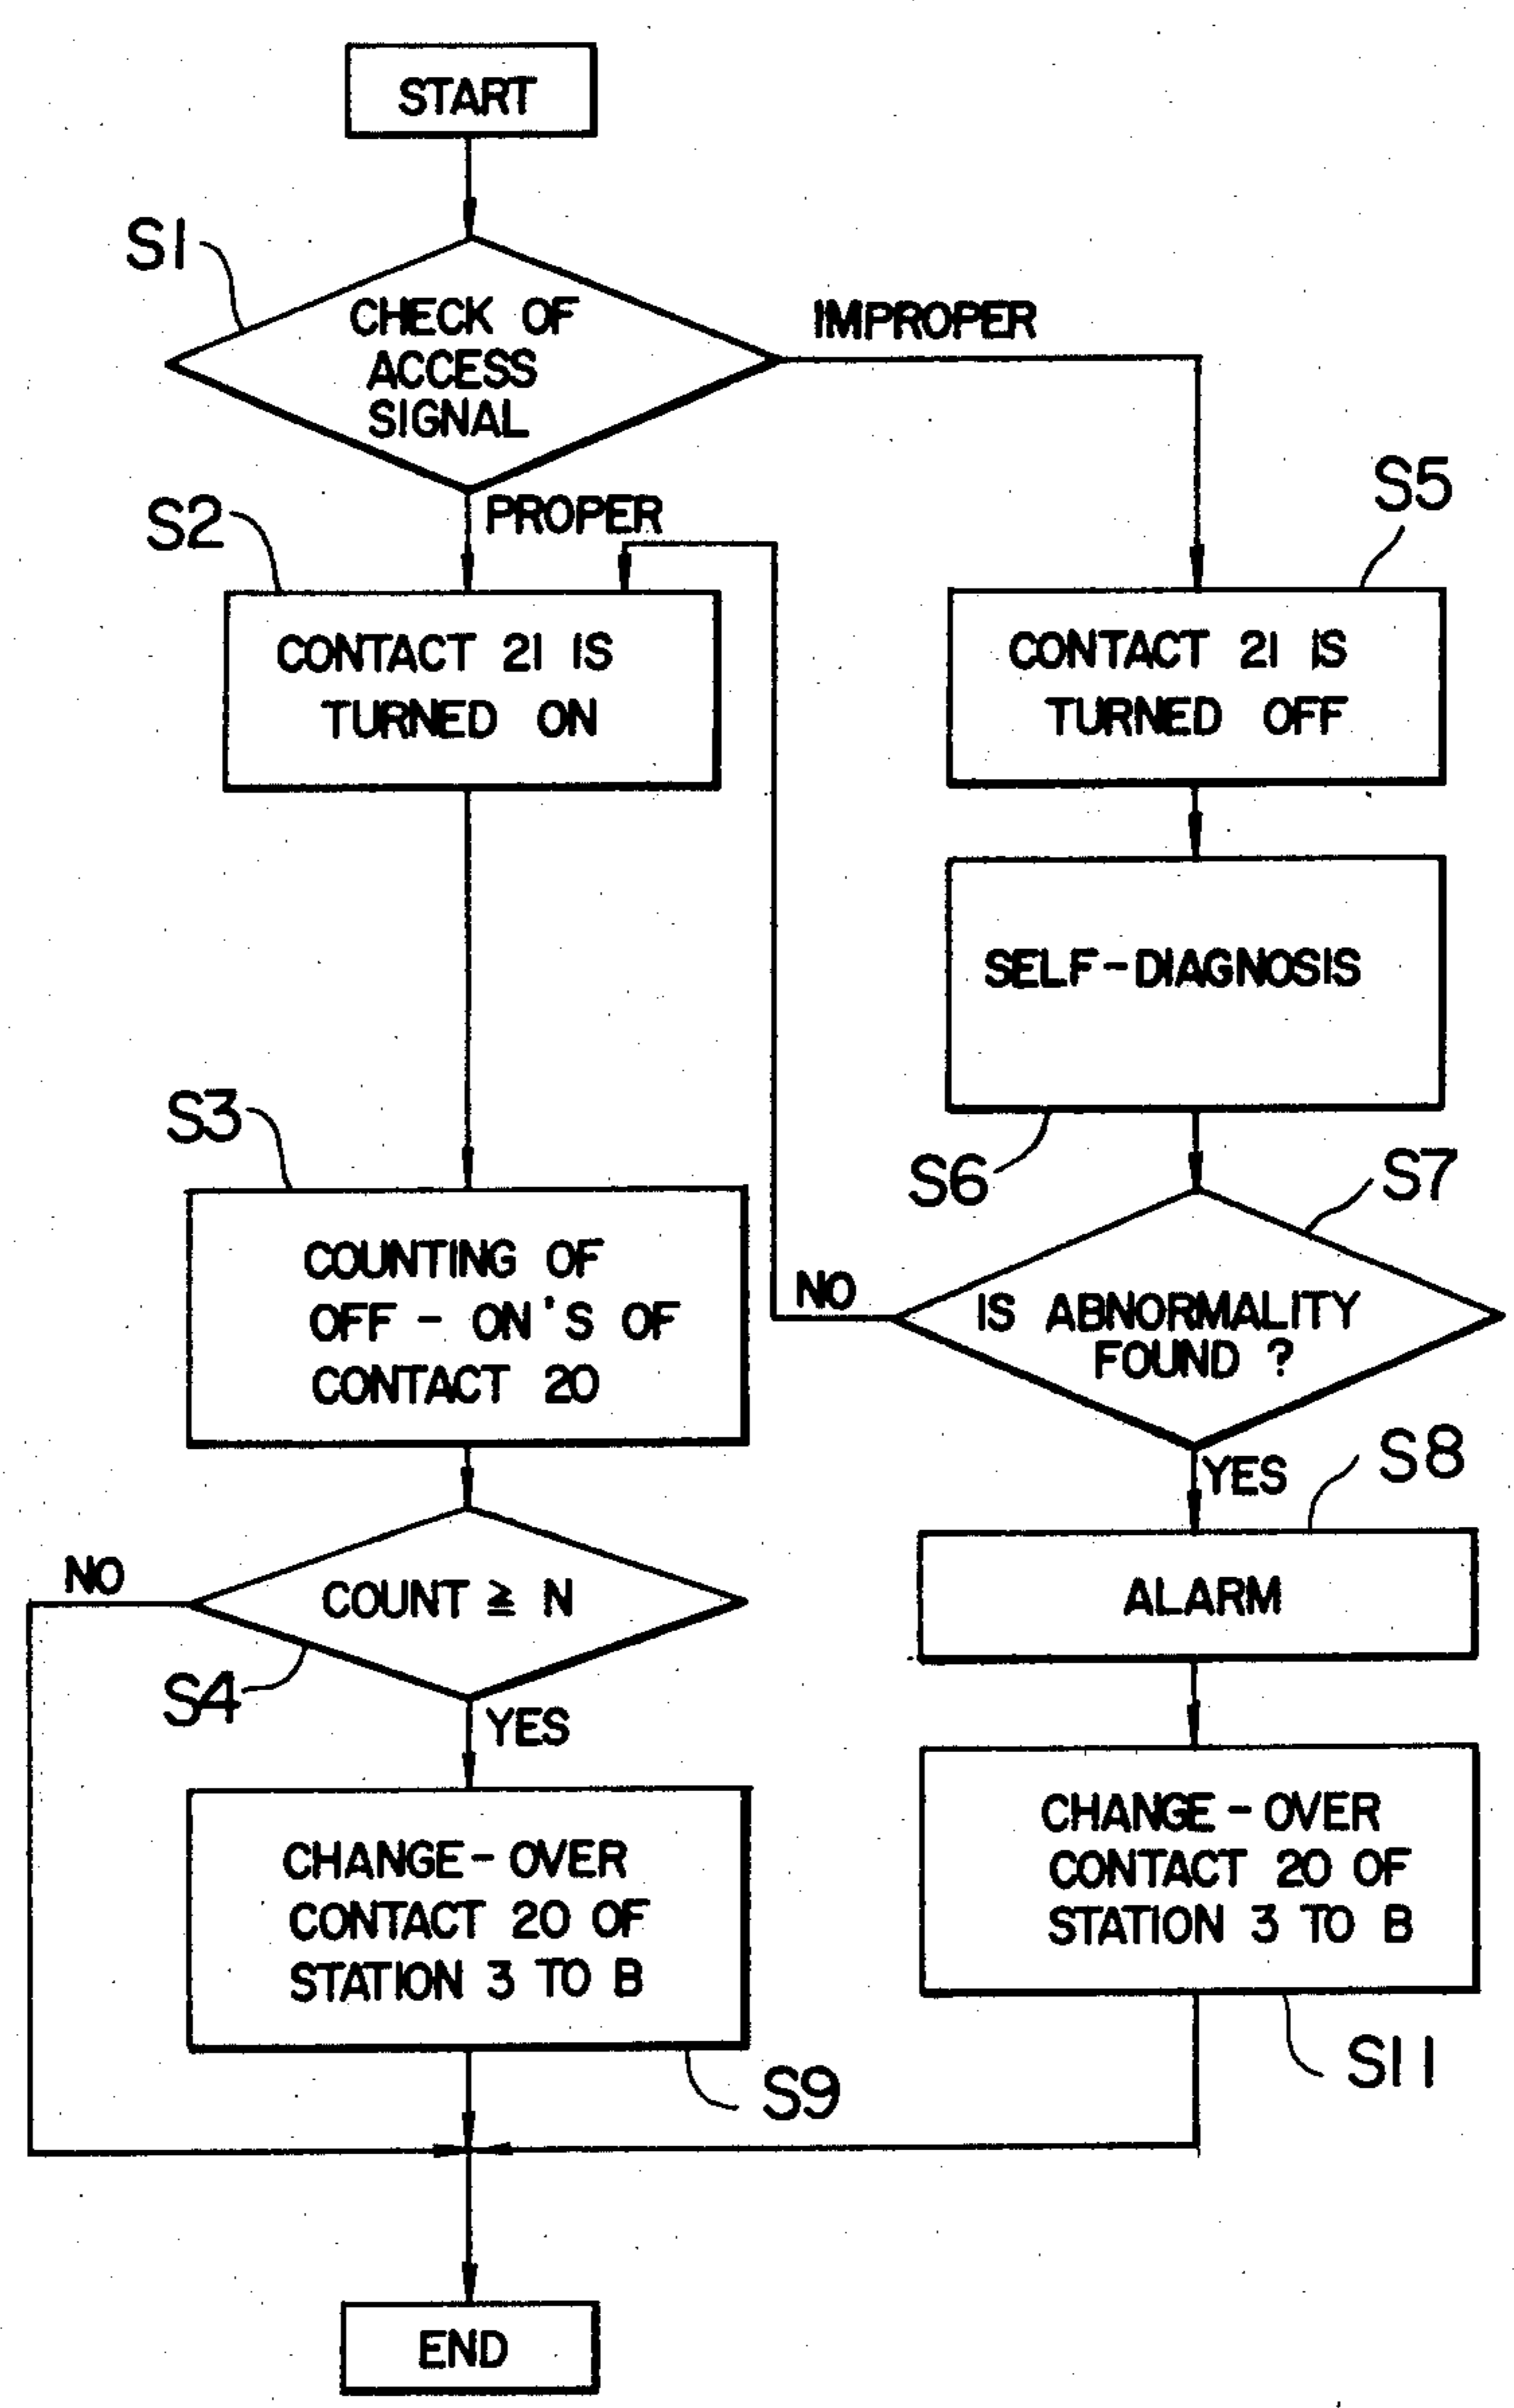 START
S1
CHECK OF
ACCESS
SIGNAL
IMPROPER
PROPER
S2
CONTACT 21 IS
TURNED ON
S5
CONTACT 21 IS
TURNED OFF
SELF-DIAGNOSIS
S6
S3
COUNTING OF
OFF - ON'S OF
CONTACT 20
S7
NO
IS ABNORMALITY
FOUND ?
YES
S8
ALARM
NO
COUNT ≧ N
S4
YES
CHANGE-OVER
CONTACT 20 OF
STATION 3 TO B
S9
CHANGE-OVER
CONTACT 20 OF
STATION 3 TO B
S11
END